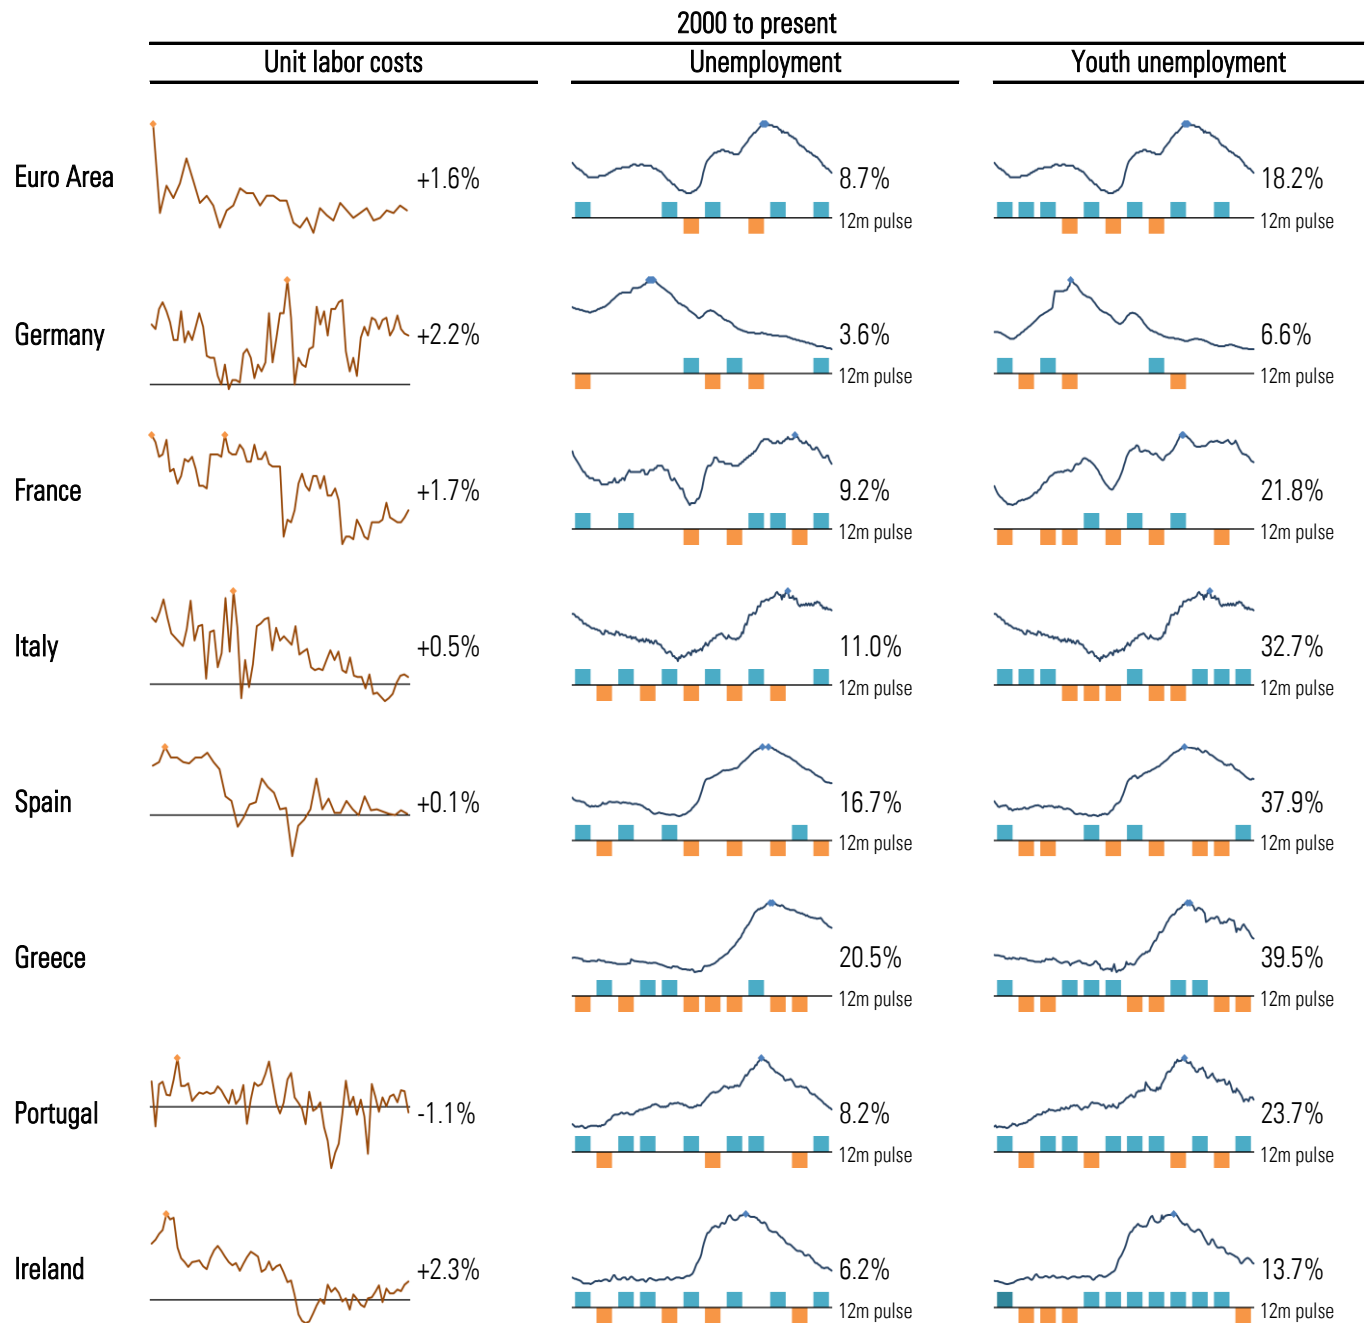 2000 to present
Unit labor costs Unemployment Youth unemployment
Euro Area +1.6% 8.7% 18.2%
12m pulse 12m pulse
Germany +2.2% 3.6% 6.6%
12m pulse 12m pulse
France +1.7% 9.2% 21.8%
12m pulse 12m pulse
Italy +0.5% 11.0% 32.7%
12m pulse 12m pulse
Spain +0.1% 16.7% 37.9%
12m pulse 12m pulse
Greece 20.5% 39.5%
12m pulse 12m pulse
Portugal -1.1% 8.2% 23.7%
12m pulse 12m pulse
Ireland +2.3% 6.2% 13.7%
12m pulse 12m pulse